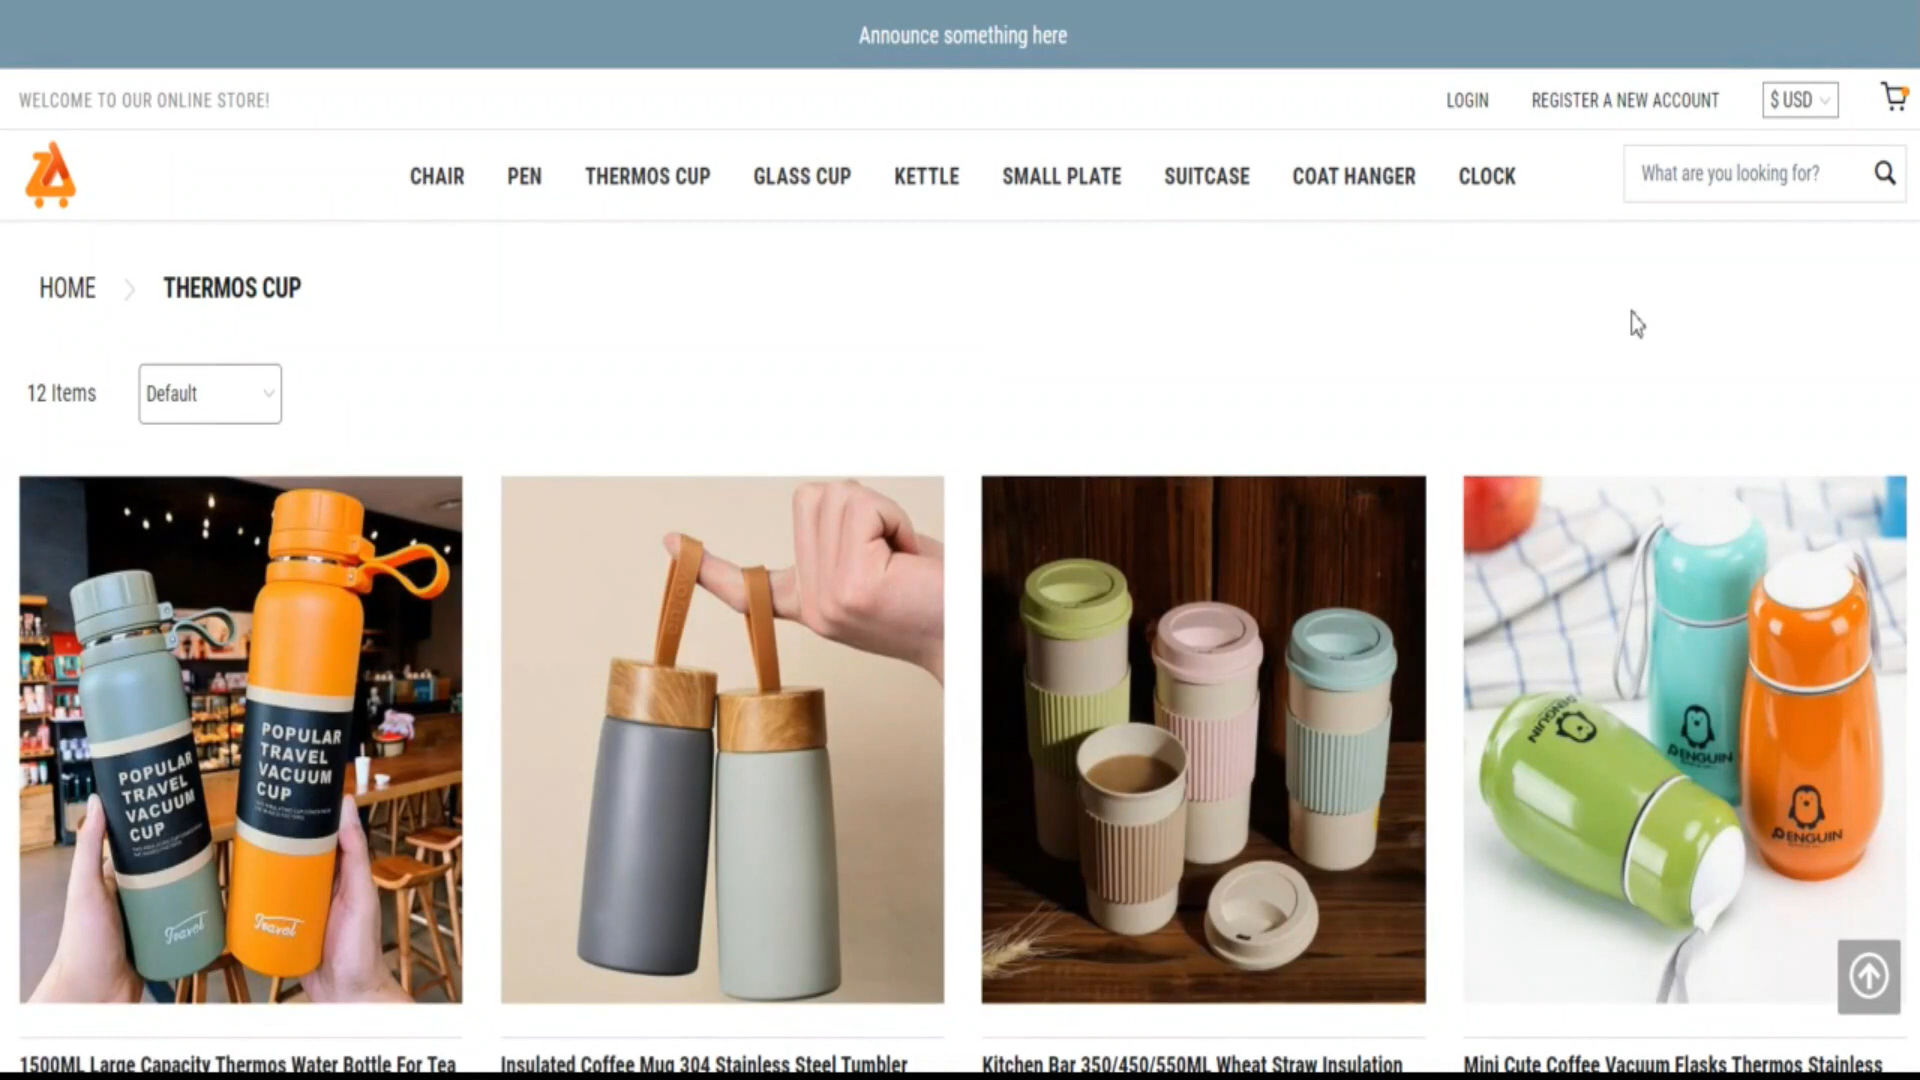 Announce something here
WELCOME TO OUR ONLINE STORE!
LOGIN
REGISTER A NEW ACCOUNT
$ USD
CHAIR
PEN
THERMOS CUP
GLASS CUP
KETTLE
SMALL PLATE
SUITCASE
COAT HANGER
CLOCK
What are you looking for?
HOME
THERMOS CUP
12 Items
Default
POPULAR
TRAVEL
VACUUM
CUP
Travel
POPULAR
TRAVEL
VACUUM
CUP
Travel
PENGUIN
PENGUIN
PENGUIN
1500ML Large Capacity Thermos Water Bottle For Tea
Insulated Coffee Mug 304 Stainless Steel Tumbler
Kitchen Bar 350/450/550ML Wheat Straw Insulation
Mini Cute Coffee Vacuum Flasks Thermos Stainless